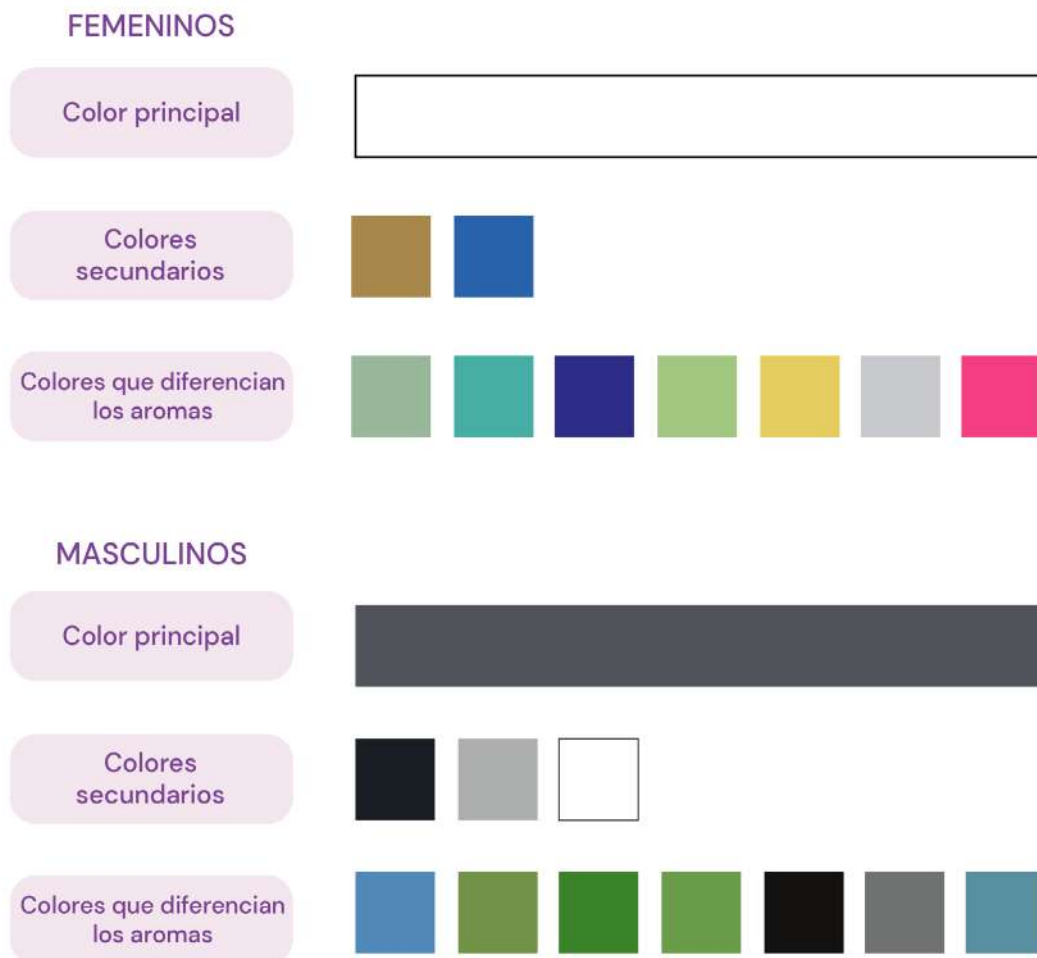 FEMENINOS
Color principal
Colores
secundarios
Colores que diferencian
los aromas
MASCULINOS
Color principal
Colores
secundarios
Colores que diferencian
los aromas